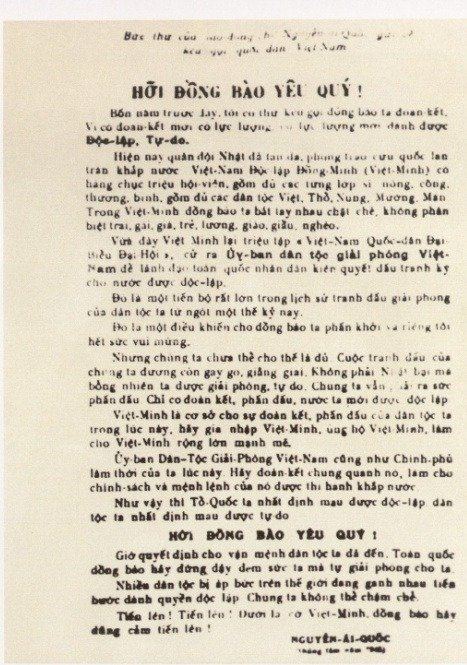 Bức thư của
kêu gọi quốc dân Việt-Nam
HỠI ĐỒNG BÀO YÊU QUÝ !
Bốn năm trước đây, tôi có thư kêu gọi đồng bào ta đoàn-kết.
Vì có đoàn-kết mới có lực lượng, có lực lượng mới dành được
Độc-lập, Tự-do.
Hiện nay quân đội Nhật đã tan dã, phong trào cứu quốc lan
tràn khắp nước Việt-Nam Độc lập Đồng-Minh (Việt-Minh) có
hàng chục triệu hội-viên, gồm đủ các từng lớp sĩ nông, công,
thương, binh, gồm đủ các dân tộc Việt, Thổ, Nùng, Mường, Mán
Trong Việt-Minh đồng bào ta bắt tay nhau chặt chẽ, không phân
biệt trai, gái, già, trẻ, lương, giáo, giầu, nghèo.
Vừa đây Việt Minh lại triệu tập « Việt-Nam Quốc-dân Đại-
Biểu Đại-Hội », cử ra Ủy-ban dân tộc giải phóng Việt-
Nam để lãnh đạo toàn quốc nhân dân kiên quyết đấu tranh kỳ
cho nước được độc-lập.
Đó là một tiến bộ rất lớn trong lịch sử tranh đấu giải phóng
của dân tộc ta từ ngót một thế kỷ nay.
Đó là một điều khiến cho đồng bào ta phấn khởi và riêng tôi
hết sức vui mừng.
Nhưng chúng ta chưa thể cho thế là đủ. Cuộc tranh đấu của
chúng ta đương còn gay go, giằng giai. Không phải Nhật bại mà
bỗng nhiên ta được giải phóng, tự do. Chúng ta vẫn phải ra sức
phấn đấu Chỉ có đoàn kết, phấn đấu, nước ta mới được độc lập
Việt-Minh là cơ sở cho sự đoàn kết, phấn đấu của dân tộc ta
trong lúc này, hãy gia nhập Việt-Minh, ủng hộ Việt Minh, làm
cho Việt-Minh rộng lớn mạnh mẽ.
Ủy-ban Dân-Tộc Giải-Phóng Việt-Nam cũng như Chính-phủ
lâm thời của ta lúc này. Hãy đoàn-kết chung quanh nó, làm cho
chính-sách và mệnh lệnh của nó được thi hành khắp nước.
Như vậy thì Tổ-Quốc ta nhất định mau được độc-lập, dân
tộc ta nhất định mau được tự do
HỠI ĐỒNG BÀO YÊU QUÝ !
Giờ quyết định cho vận mệnh dân tộc ta đã đến. Toàn quốc
đồng bào hãy đứng dậy đem sức ta mà tự giải phóng cho ta.
Nhiều dân tộc bị áp bức trên thế giới đang ganh nhau tiến
bước dành quyền độc lập. Chúng ta không thể chậm chễ.
Tiến lên ! Tiến lên ! Dưới lá cờ Việt-Minh, đồng bào hãy
dũng cảm tiến lên !
NGUYỄN-ÁI-QUỐC
Tháng tám năm